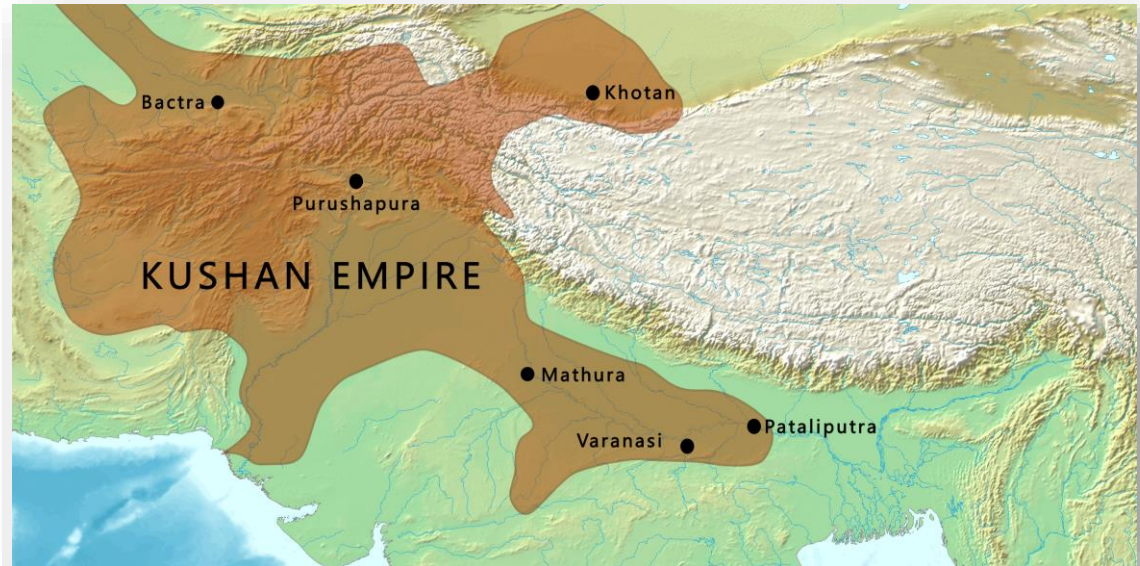 Bactra
Khotan
Purushapura
KUSHAN EMPIRE
Mathura
Pataliputra
Varanasi